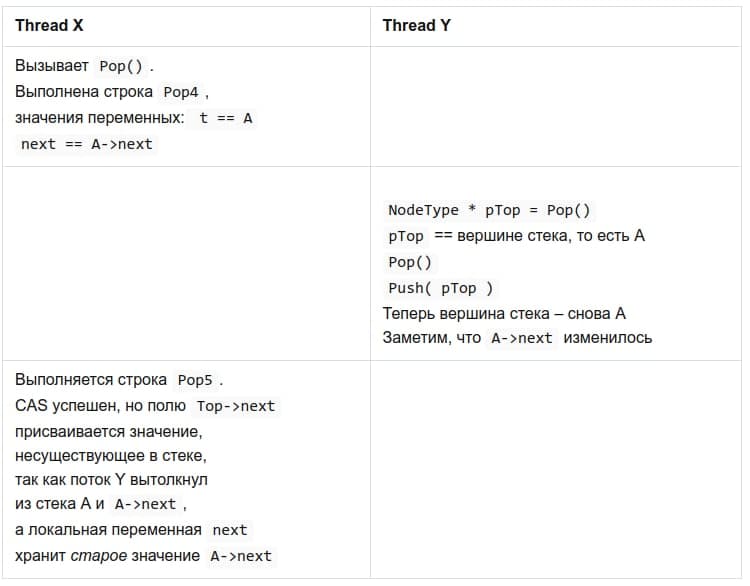 Thread X
Thread Y
Вызывает Pop() .
Выполнена строка Pop4 ,
значения переменных: t == A
next == A->next
NodeType * pTop = Pop()
pTop == вершине стека, то есть A
Pop()
Push( pTop )
Теперь вершина стека – снова A
Заметим, что A->next изменилось
Выполняется строка Pop5 .
CAS успешен, но полю Top->next
присваивается значение,
несуществующее в стеке,
так как поток Y вытолкнул
из стека A и A->next ,
а локальная переменная next
хранит старое значение A->next